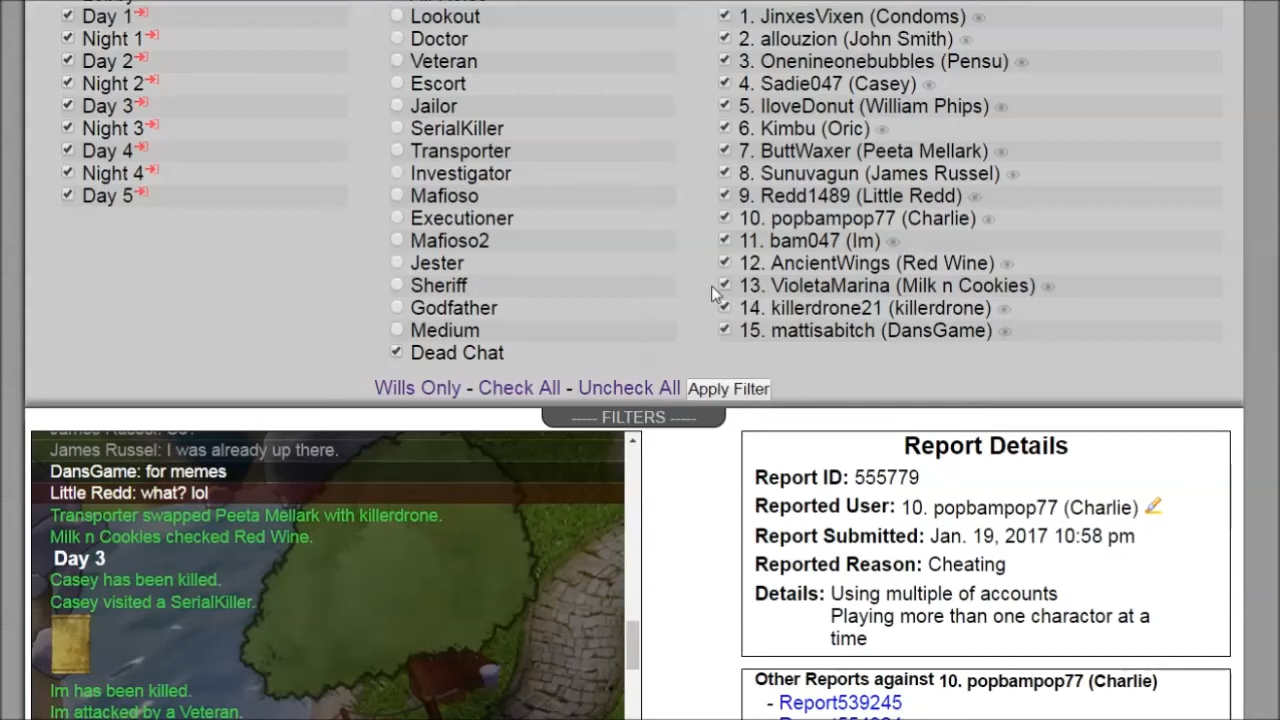 Day 1
Night 1
Day 2
Night 2
Day 3
Night 3
Day 4
Night 4
Day 5
Lookout
Doctor
Veteran
Escort
Jailor
SerialKiller
Transporter
Investigator
Mafioso
Executioner
Mafioso2
Jester
Sheriff
Godfather
Medium
Dead Chat
1. JinxesVixen (Condoms)
2. allouzion (John Smith)
3. Onenineonebubbles (Pensu)
4. Sadie047 (Casey)
5. IloveDonut (William Phips)
6. Kimbu (Oric)
7. ButtWaxer (Peeta Mellark)
8. Sunuvagun (James Russel)
9. Redd1489 (Little Redd)
10. popbampop77 (Charlie)
11. bam047 (Im)
12. AncientWings (Red Wine)
13. VioletaMarina (Milk n Cookies)
14. killerdrone21 (killerdrone)
15. mattisabitch (DansGame)
Wills Only - Check All - Uncheck All Apply Filter
----- FILTERS -----
James Russel: I was already up there.
DansGame: for memes
Little Redd: what? lol
Transporter swapped Peeta Mellark with killerdrone.
Milk n Cookies checked Red Wine.
Day 3
Casey has been killed.
Casey visited a SerialKiller.
Im has been killed.
Im attacked by a Veteran.
Report Details
Report ID: 555779
Reported User: 10. popbampop77 (Charlie)
Report Submitted: Jan. 19, 2017 10:58 pm
Reported Reason: Cheating
Details: Using multiple of accounts
Playing more than one charactor at a
time
Other Reports against 10. popbampop77 (Charlie)
- Report539245